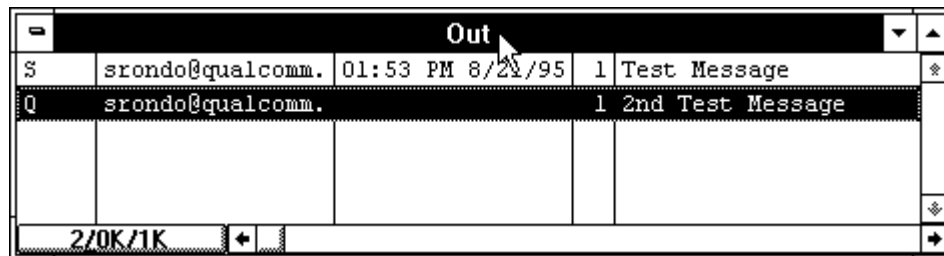 Out
S srondo@qualcomm. 01:53 PM 8/21/95 1 Test Message
Q srondo@qualcomm. 1 2nd Test Message
2/0K/1K